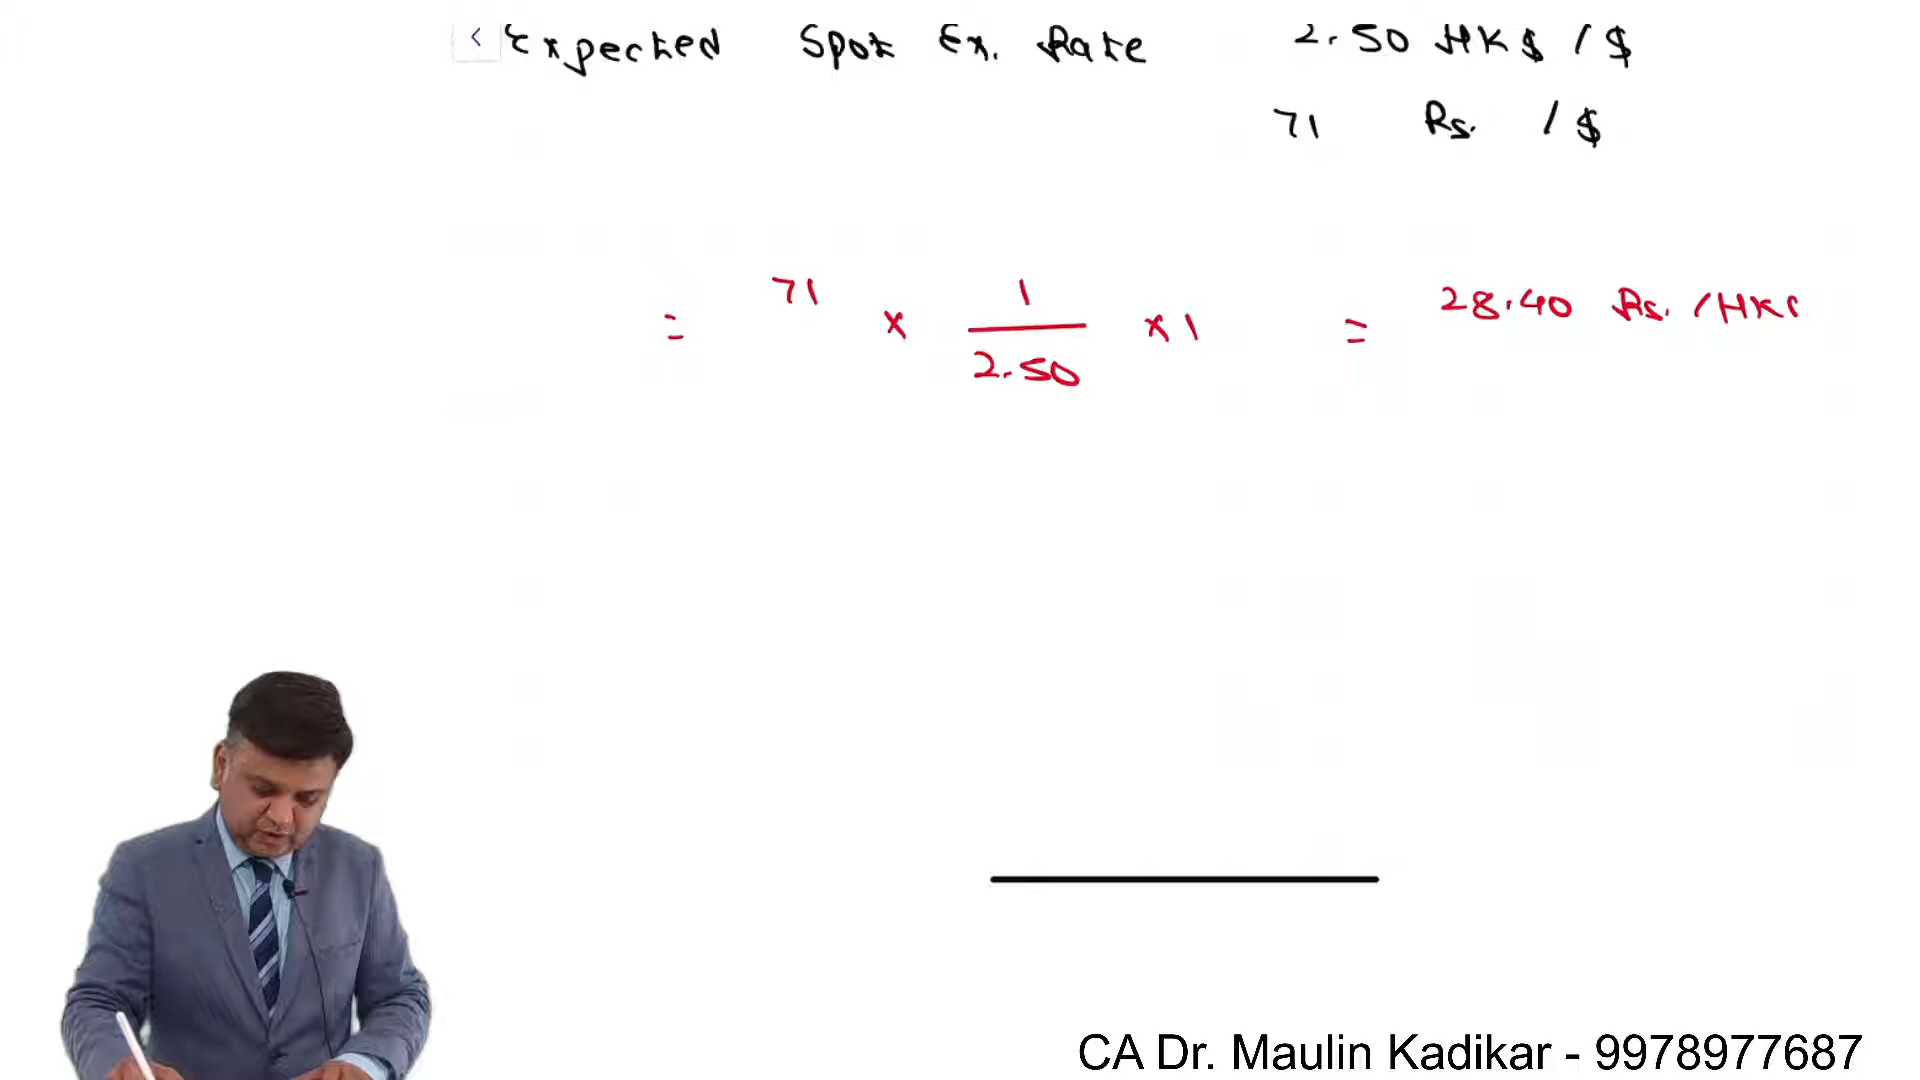 Expected Spot Ex. Rate 2.50 HK$ / $
71 Rs. / $
= 71 × 1/2.50 × 1 = 28.40 Rs. / HK
CA Dr. Maulin Kadikar - 9978977687